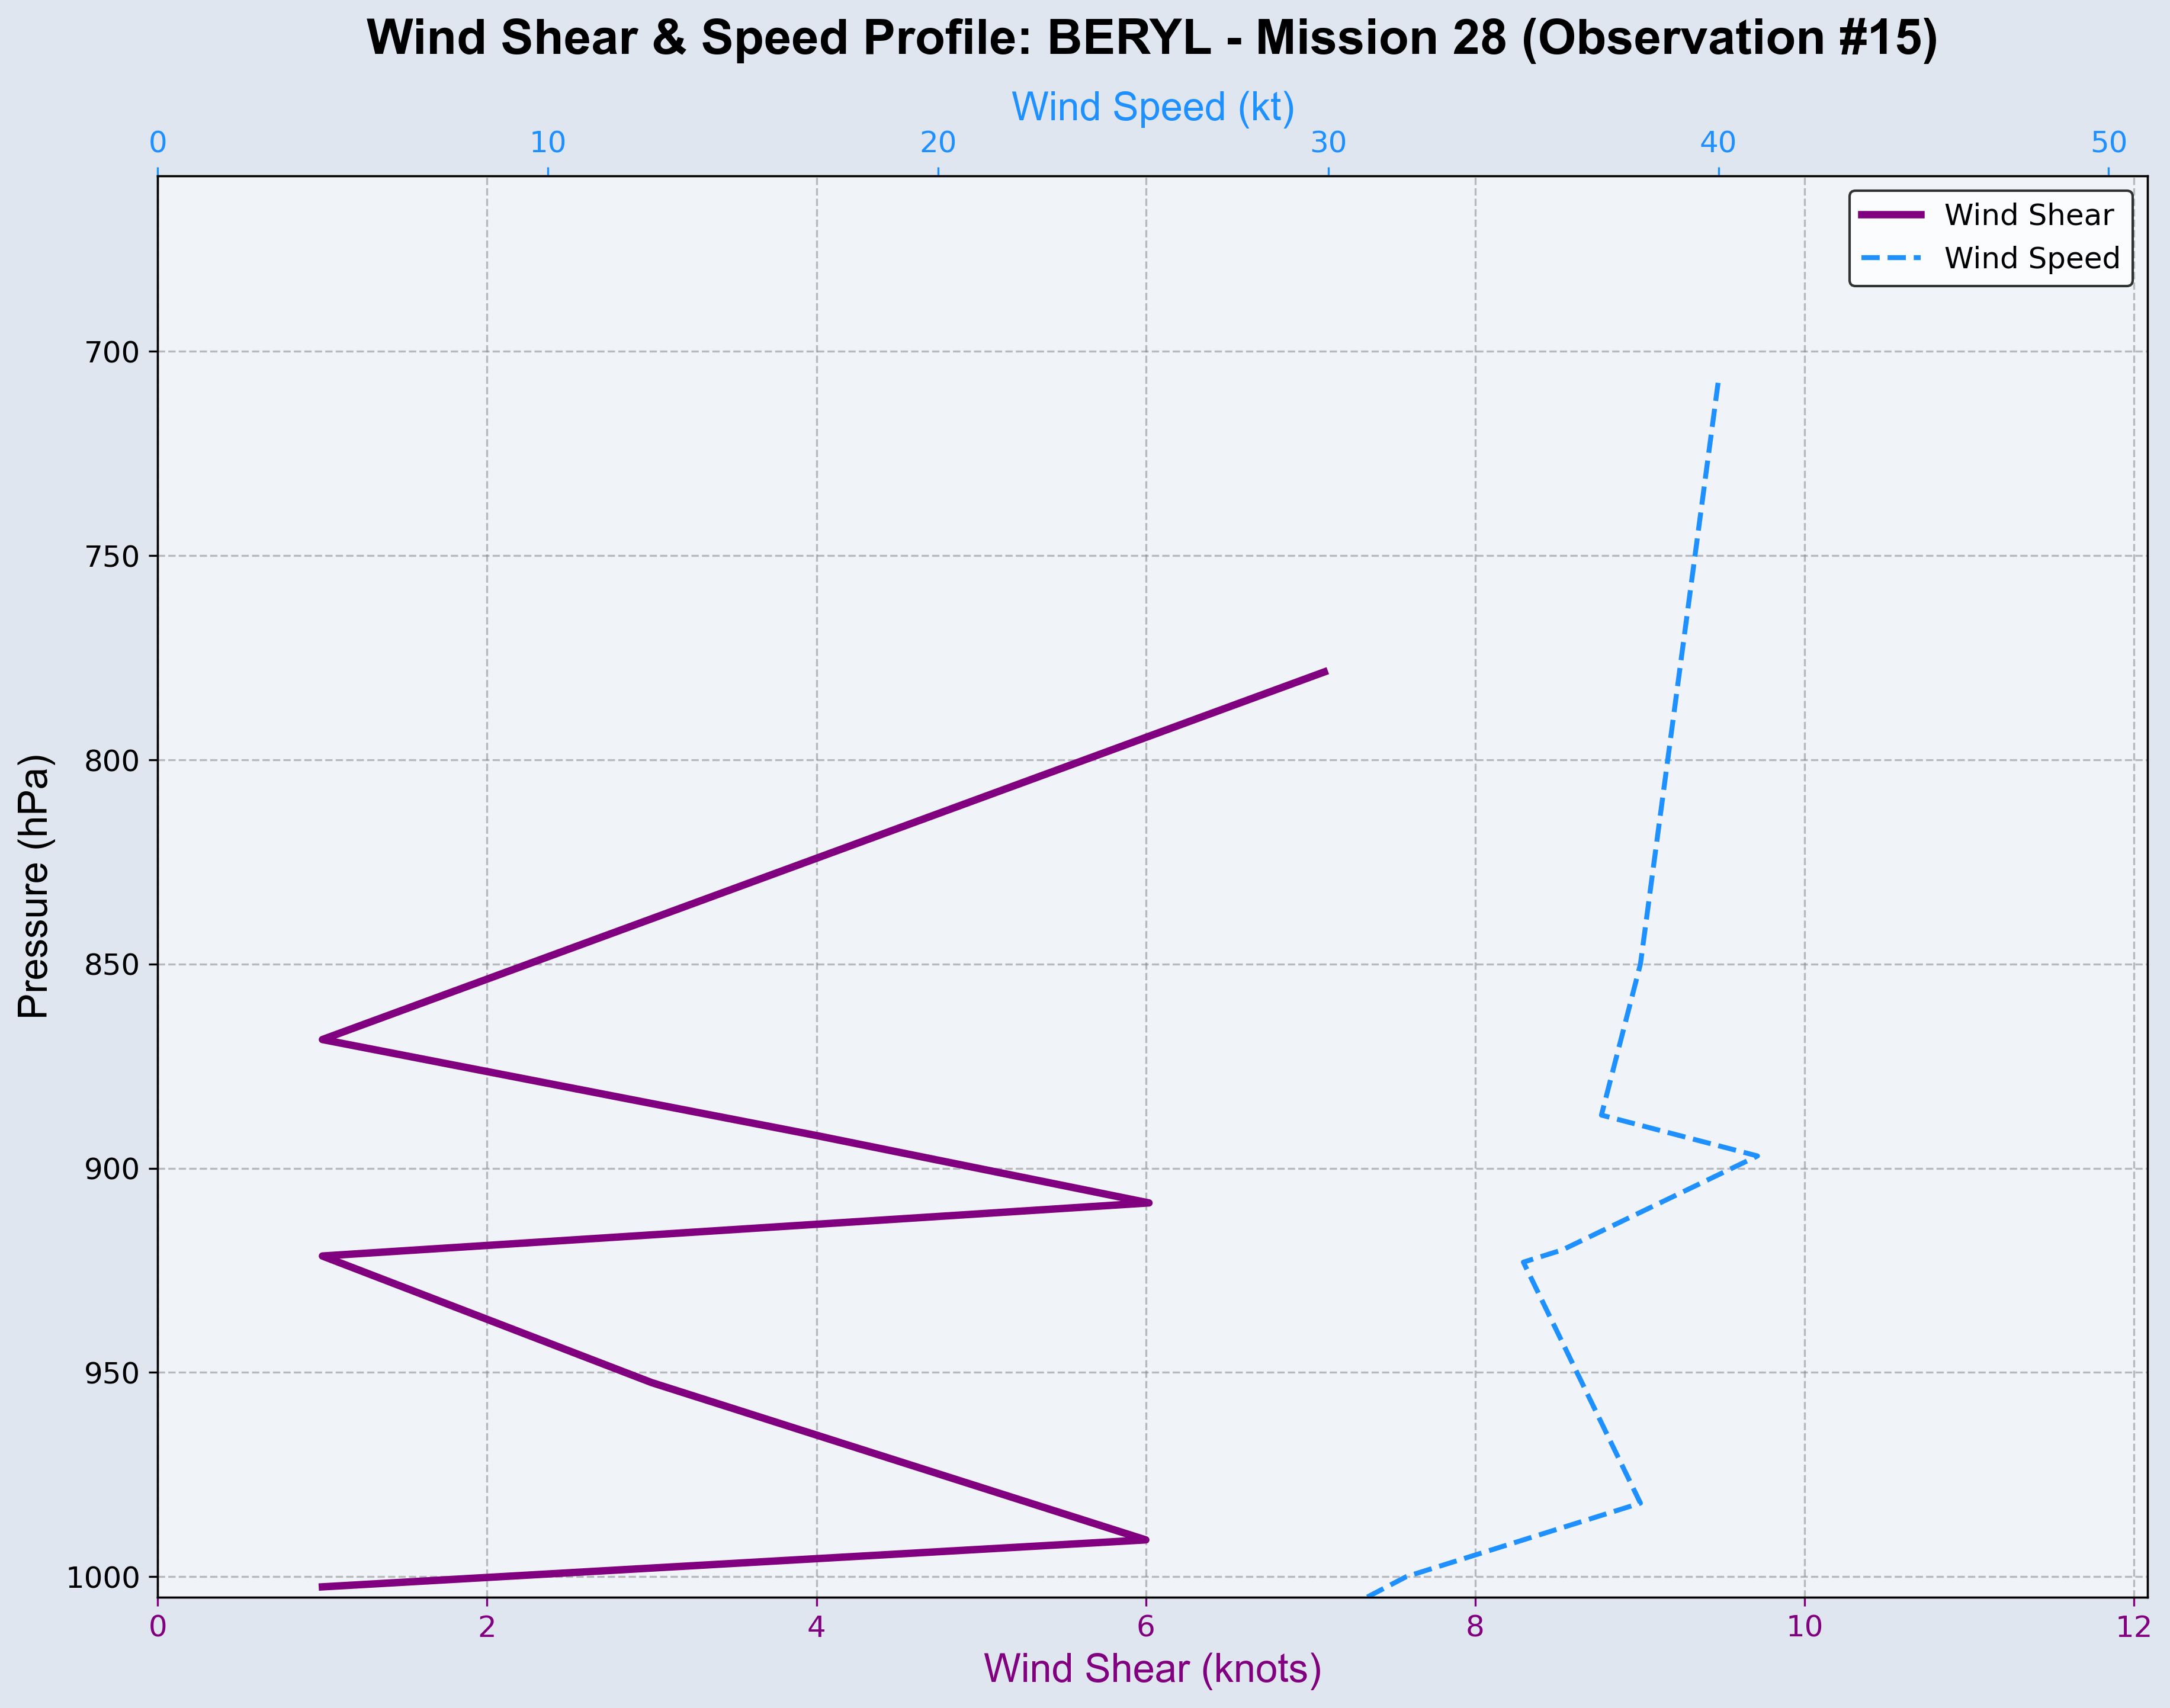 Wind Shear & Speed Profile: BERYL - Mission 28 (Observation #15)
Wind Speed (kt)
0 10 20 30 40 50
Wind Shear
Wind Speed
700
750
800
850
900
950
1000
Pressure (hPa)
0 2 4 6 8 10 12
Wind Shear (knots)